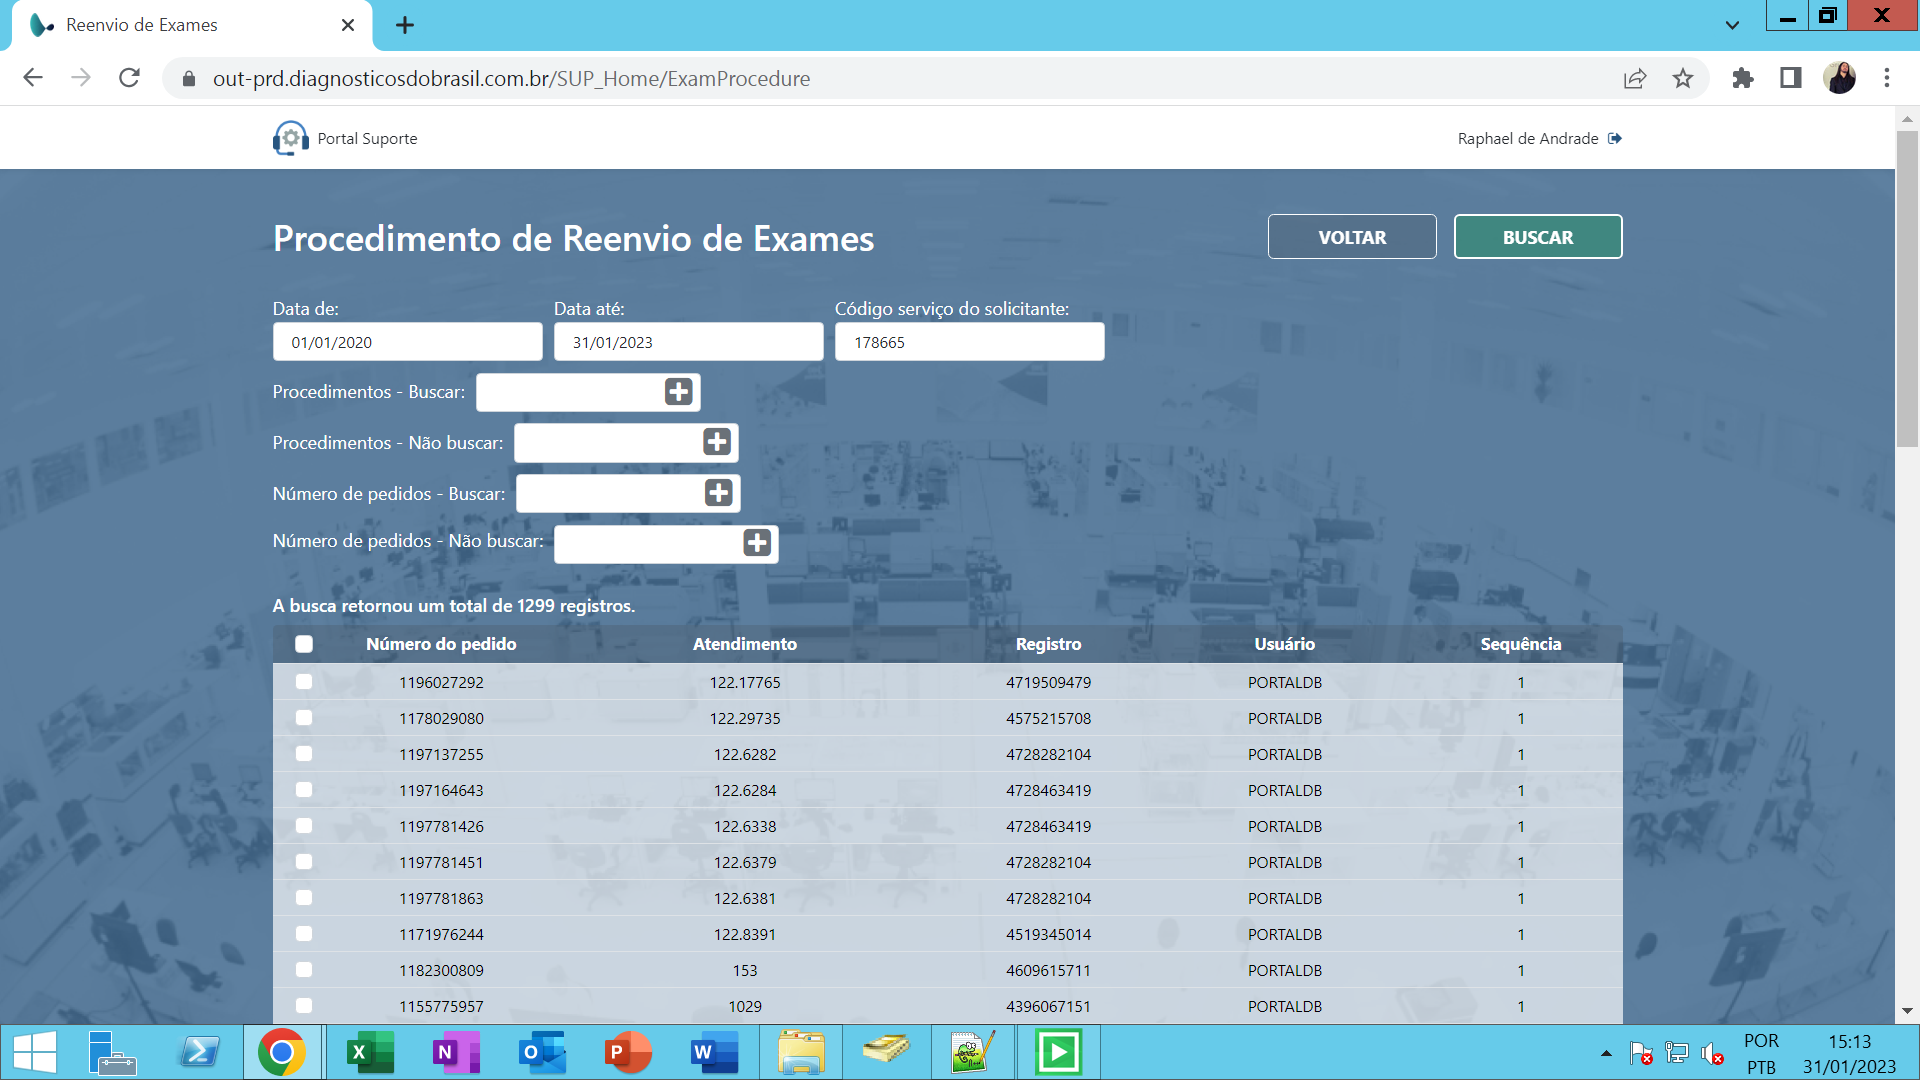 Reenvio de Exames
out-prd.diagnosticosdobrasil.com.br/SUP_Home/ExamProcedure
Portal Suporte
Raphael de Andrade
Procedimento de Reenvio de Exames
VOLTAR
BUSCAR
Data de:
Data até:
Código serviço do solicitante:
01/01/2020
31/01/2023
178665
Procedimentos - Buscar:
Procedimentos - Não buscar:
Número de pedidos - Buscar:
Número de pedidos - Não buscar:
A busca retornou um total de 1299 registros.
Número do pedido Atendimento Registro Usuário Sequência
1196027292 122.17765 4719509479 PORTALDB 1
1178029080 122.29735 4575215708 PORTALDB 1
1197137255 122.6282 4728282104 PORTALDB 1
1197164643 122.6284 4728463419 PORTALDB 1
1197781426 122.6338 4728463419 PORTALDB 1
1197781451 122.6379 4728282104 PORTALDB 1
1197781863 122.6381 4728282104 PORTALDB 1
1171976244 122.8391 4519345014 PORTALDB 1
1182300809 153 4609615711 PORTALDB 1
1155775957 1029 4396067151 PORTALDB 1
POR
PTB
15:13
31/01/2023